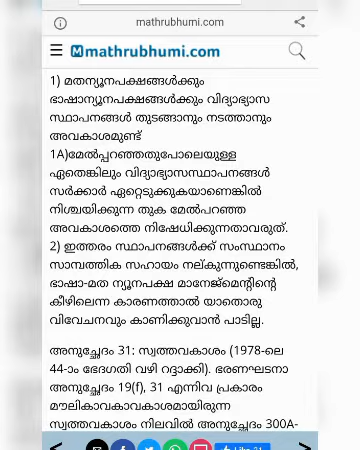 mathrubhumi.com
mathrubhumi.com
1) മതന്യൂനപക്ഷങ്ങൾക്കും
ഭാഷാന്യൂനപക്ഷങ്ങൾക്കും വിദ്യാഭ്യാസ
സ്ഥാപനങ്ങൾ തുടങ്ങാനും നടത്താനും
അവകാശമുണ്ട്
1A)മേൽപ്പറഞ്ഞതുപോലെയുള്ള
ഏതെങ്കിലും വിദ്യാഭ്യാസസ്ഥാപനങ്ങൾ
സർക്കാർ ഏറ്റെടുക്കുകയാണെങ്കിൽ
നിശ്ചയിക്കുന്ന തുക മേൽപറഞ്ഞ
അവകാശത്തെ നിഷേധിക്കുന്നതാവരുത്.
2) ഇത്തരം സ്ഥാപനങ്ങൾക്ക് സംസ്ഥാനം
സാമ്പത്തിക സഹായം നല്കുന്നുണ്ടെങ്കിൽ,
ഭാഷാ-മത ന്യൂനപക്ഷ മാനേജ്മെന്റിന്റെ
കീഴിലെന്ന കാരണത്താൽ യാതൊരു
വിവേചനവും കാണിക്കുവാൻ പാടില്ല.
അനുച്ഛേദം 31: സ്വത്തവകാശം (1978-ലെ
44-ാം ഭേദഗതി വഴി റദ്ദാക്കി). ഭരണഘടനാ
അനുച്ഛേദം 19(f), 31 എന്നിവ പ്രകാരം
മൗലികാവകാവകാശമായിരുന്ന
സ്വത്തവകാശം നിലവിൽ അനുച്ഛേദം 300A-